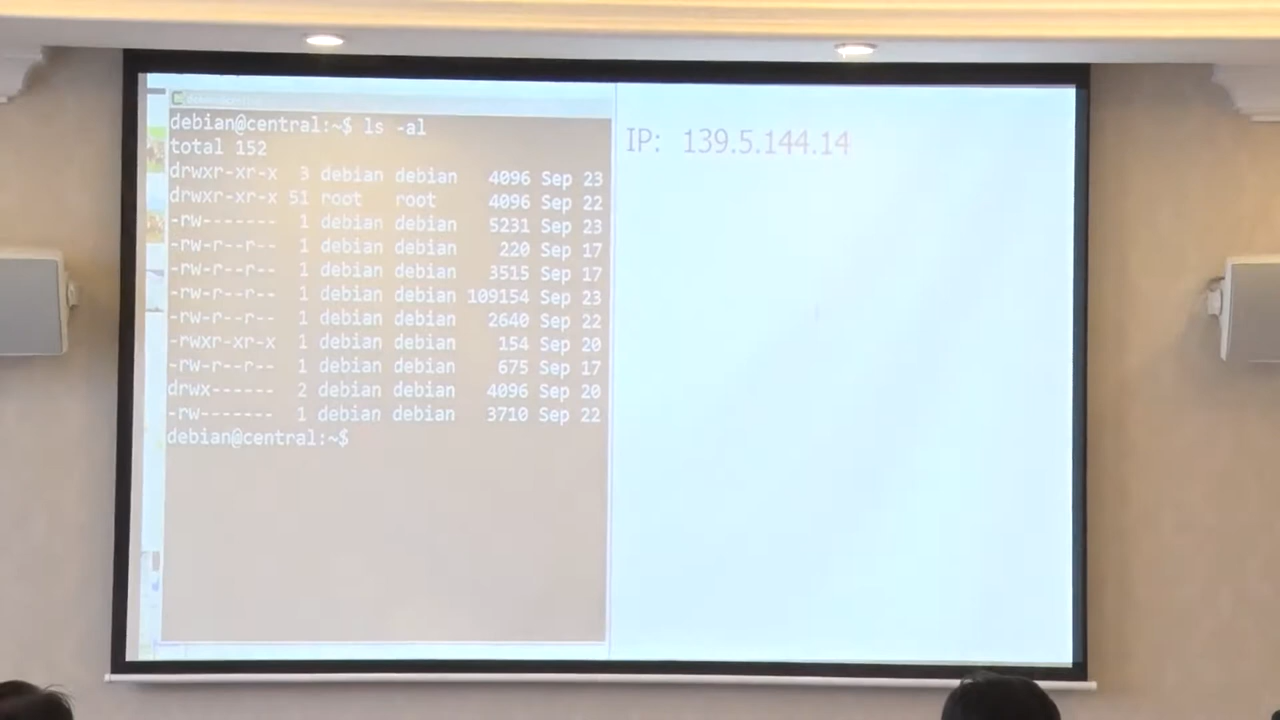 debian@central:~$ ls -al
total 152
drwxr-xr-x 3 debian debian 4096 Sep 23
drwxr-xr-x 51 root root 4096 Sep 22
-rw------- 1 debian debian 5231 Sep 23
-rw-r--r-- 1 debian debian 220 Sep 17
-rw-r--r-- 1 debian debian 3515 Sep 17
-rw-r--r-- 1 debian debian 109154 Sep 23
-rw-r--r-- 1 debian debian 2640 Sep 22
-rwxr-xr-x 1 debian debian 154 Sep 20
-rw-r--r-- 1 debian debian 675 Sep 17
drwx------ 2 debian debian 4096 Sep 20
-rw------- 1 debian debian 3710 Sep 22
debian@central:~$
IP: 139.5.144.14